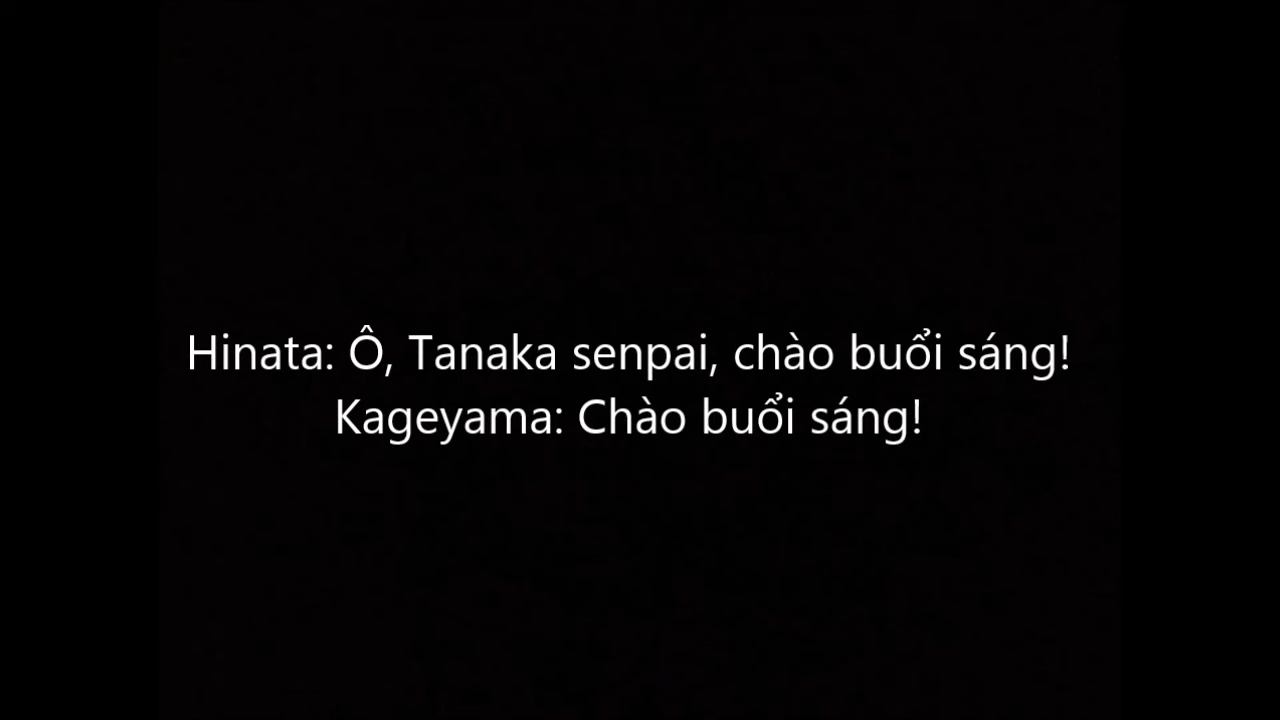 Hinata: Ô, Tanaka senpai, chào buổi sáng!
Kageyama: Chào buổi sáng!